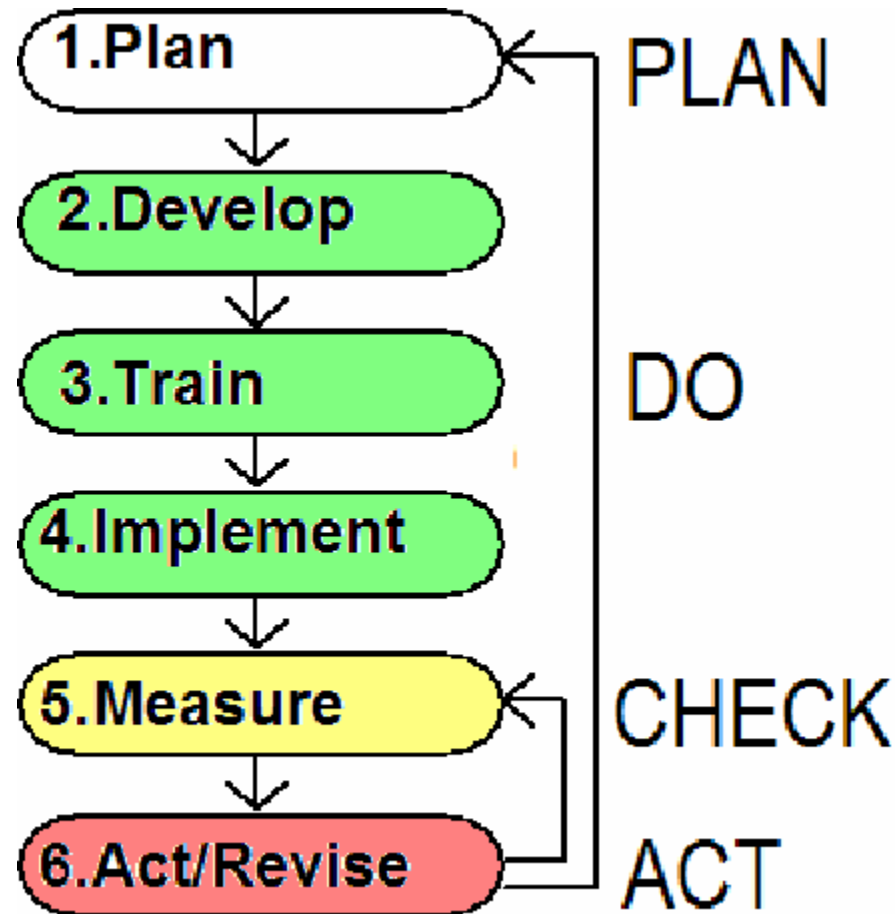 1.Plan
PLAN
2.Develop
3.Train
DO
4.Implement
5.Measure
CHECK
6.Act/Revise
ACT